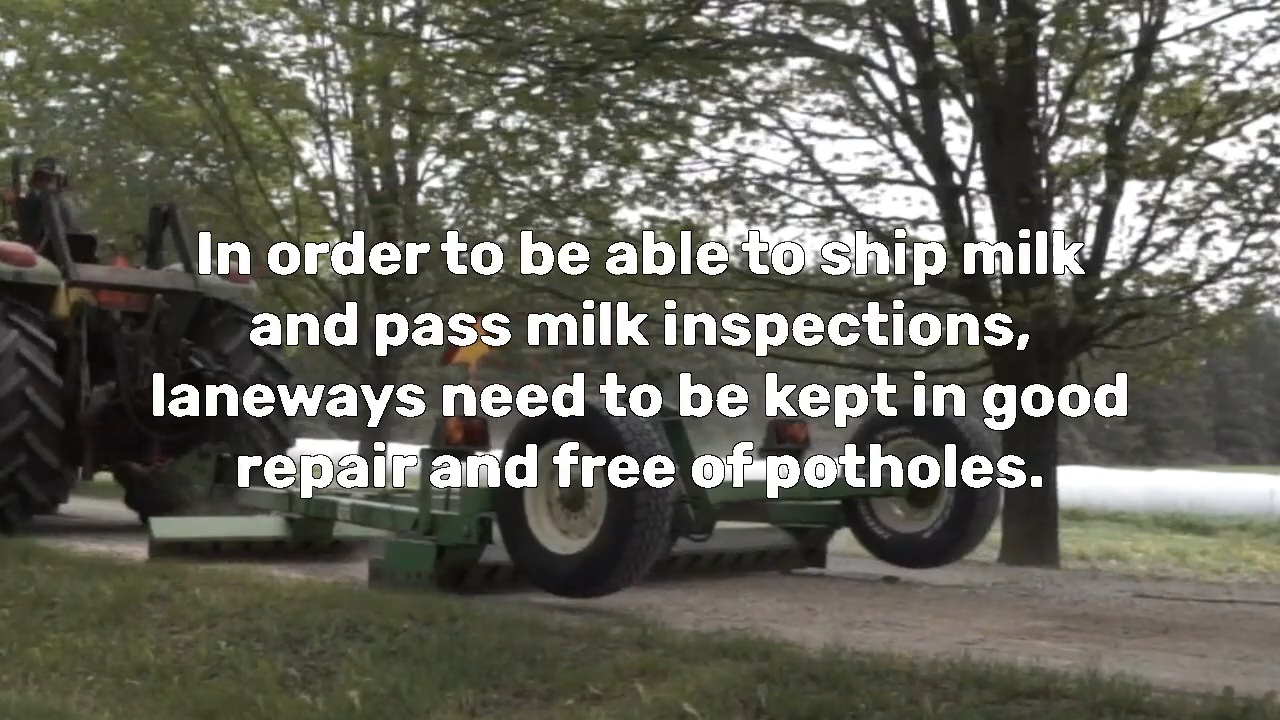 In order to be able to ship milk
and pass milk inspections,
laneways need to be kept in good
repair and free of potholes.